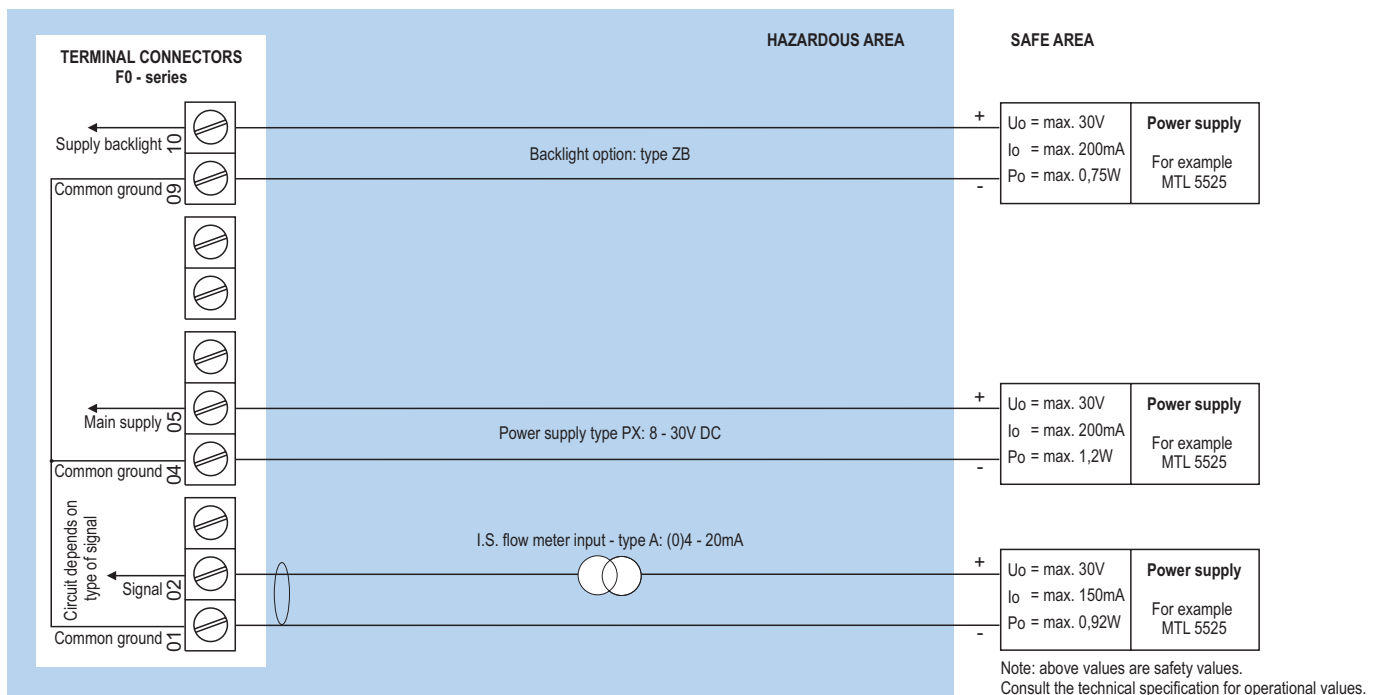 HAZARDOUS AREA
SAFE AREA
TERMINAL CONNECTORS
F0 - series
Supply backlight
10
Backlight option: type ZB
+
-
Uo = max. 30V
Io = max. 200mA
Po = max. 0,75W
Power supply
For example
MTL 5525
Common ground
09
Main supply
05
Power supply type PX: 8 - 30V DC
+
-
Uo = max. 30V
Io = max. 200mA
Po = max. 1,2W
Power supply
For example
MTL 5525
Common ground
04
Circuit depends on
type of signal
I.S. flow meter input - type A: (0)4 - 20mA
Signal
02
+
-
Uo = max. 30V
Io = max. 150mA
Po = max. 0,92W
Power supply
For example
MTL 5525
Common ground
01
Note: above values are safety values.
Consult the technical specification for operational values.